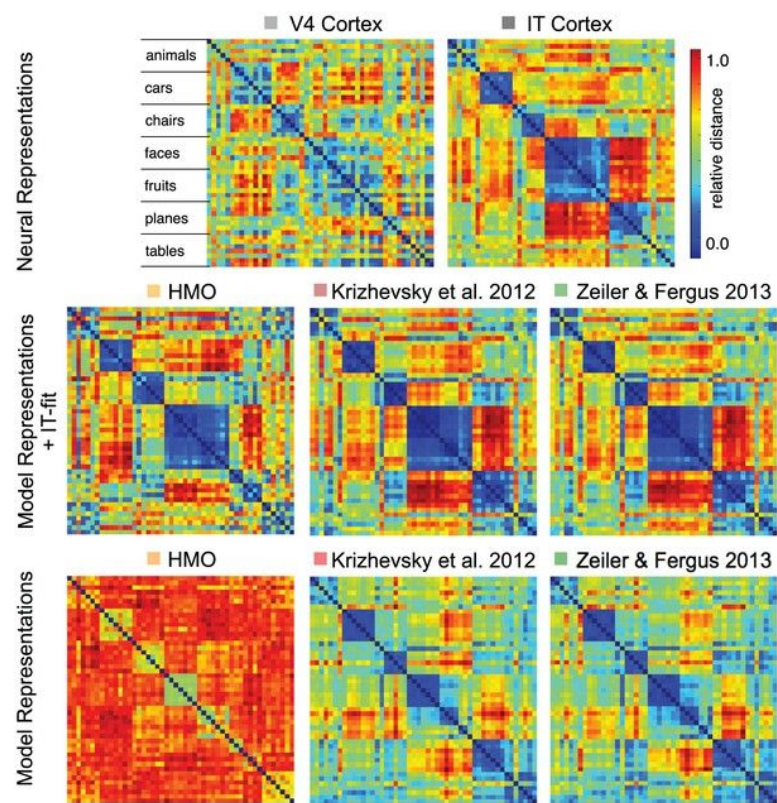 V4 Cortex IT Cortex
Neural Representations
animals
cars
chairs
faces
fruits
planes
tables
1.0
relative distance
0.0
HMO Krizhevsky et al. 2012 Zeiler & Fergus 2013
Model Representations
+ IT-fit
HMO Krizhevsky et al. 2012 Zeiler & Fergus 2013
Model Representations